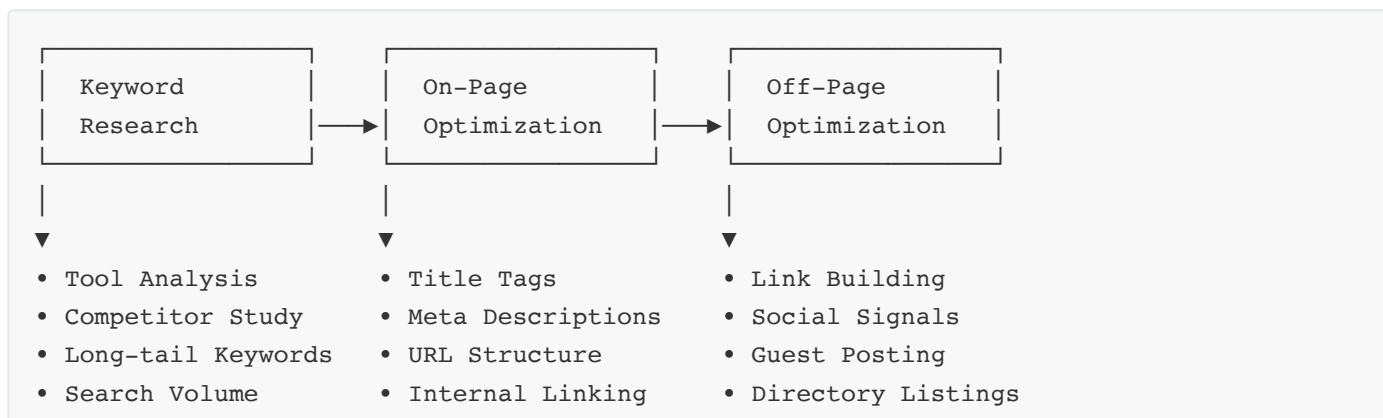 Keyword
Research
On-Page
Optimization
Off-Page
Optimization
• Tool Analysis
• Competitor Study
• Long-tail Keywords
• Search Volume
• Title Tags
• Meta Descriptions
• URL Structure
• Internal Linking
• Link Building
• Social Signals
• Guest Posting
• Directory Listings